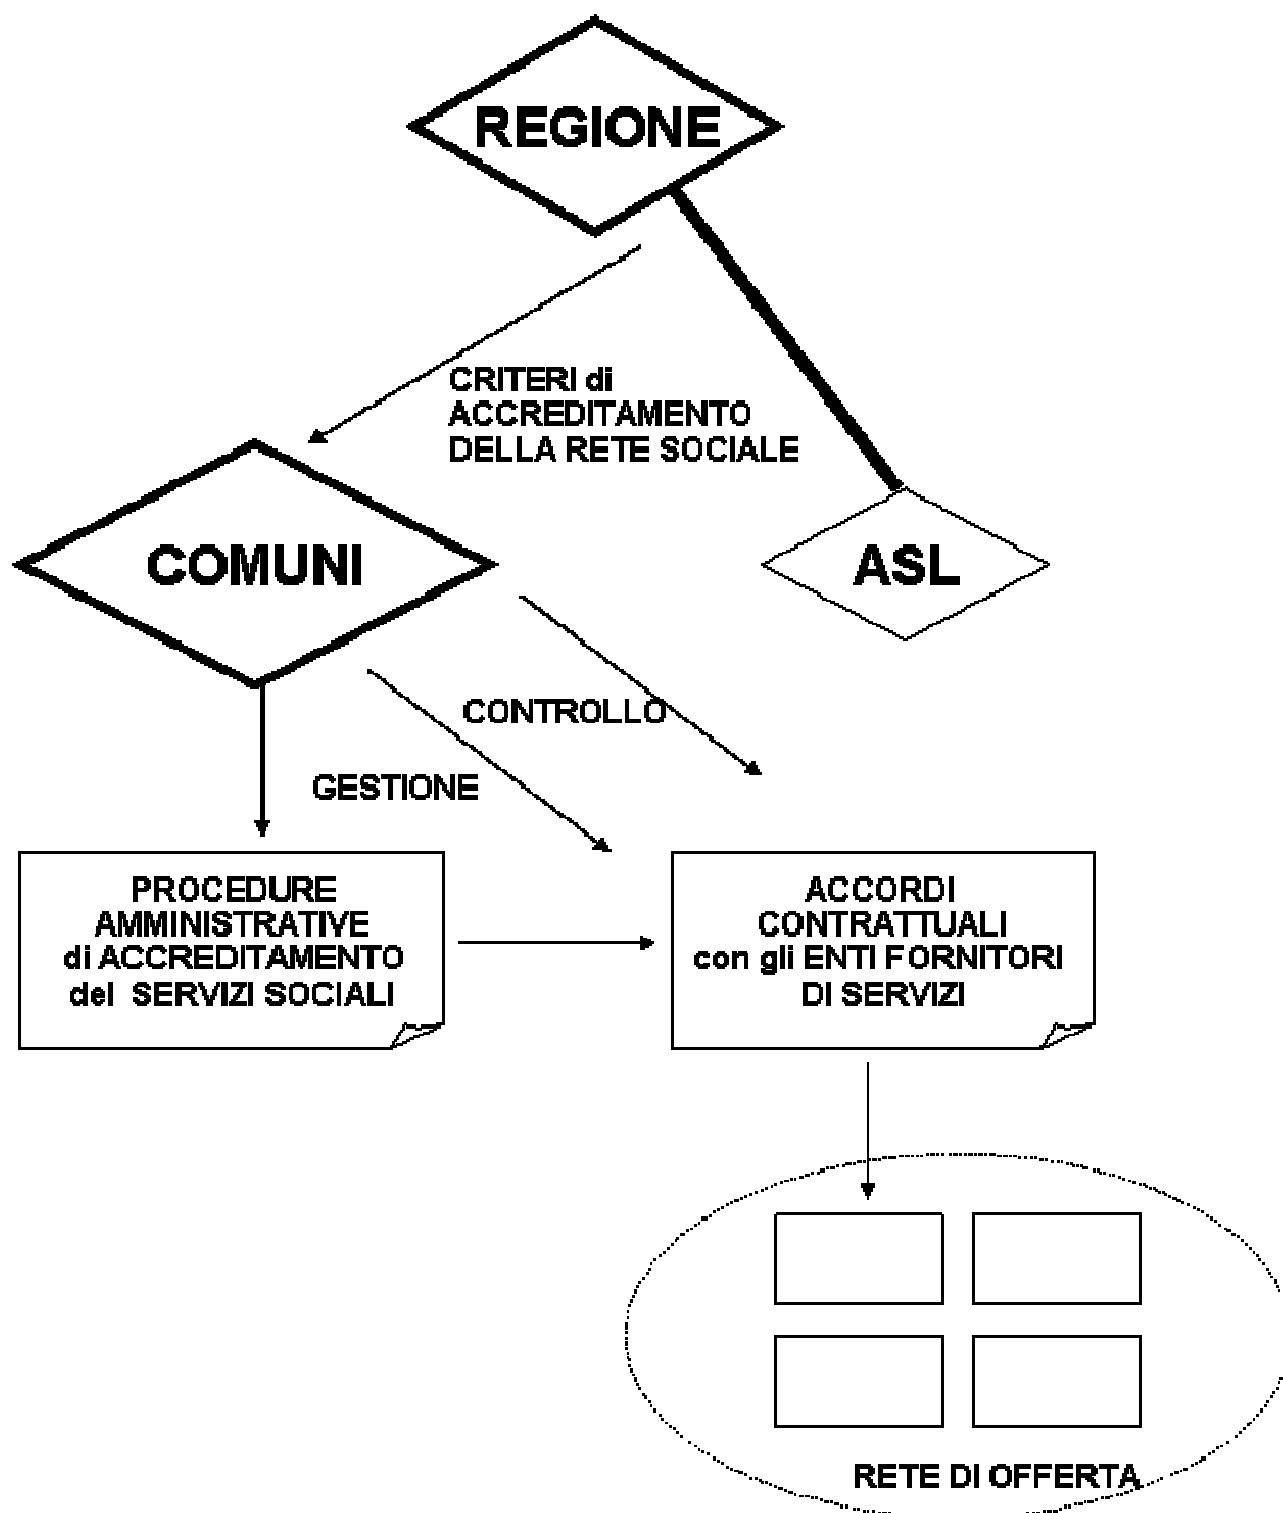 REGIONE
CRITERI di
ACCREDITAMENTO
DELLA RETE SOCIALE
COMUNI
ASL
CONTROLLO
GESTIONE
PROCEDURE
AMMINISTRATIVE
di ACCREDITAMENTO
dei SERVIZI SOCIALI
ACCORDI
CONTRATTUALI
con gli ENTI FORNITORI
DI SERVIZI
RETE DI OFFERTA